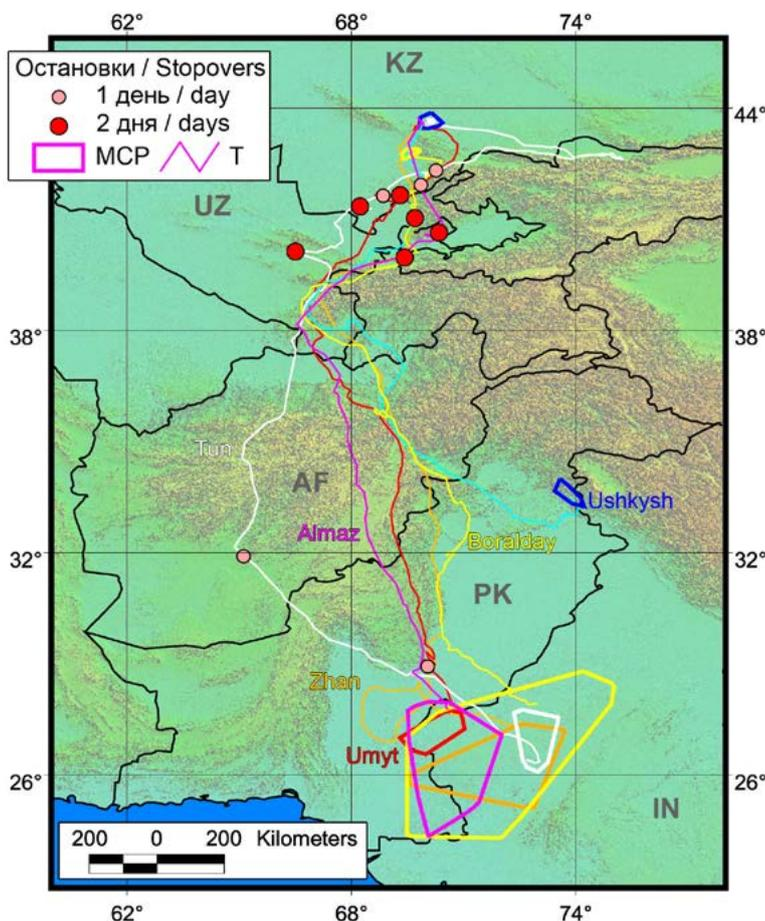 62° 68° 74°
KZ
Остановки / Stopovers
1 день / day
2 дня / days
MCP T
44° 44°
UZ
38° 38°
Tun
AF
Ushkysh
Almaz
Boralday
32° 32°
PK
Zhan
Umyt
26° 26°
IN
200 0 200 Kilometers
62° 68° 74°